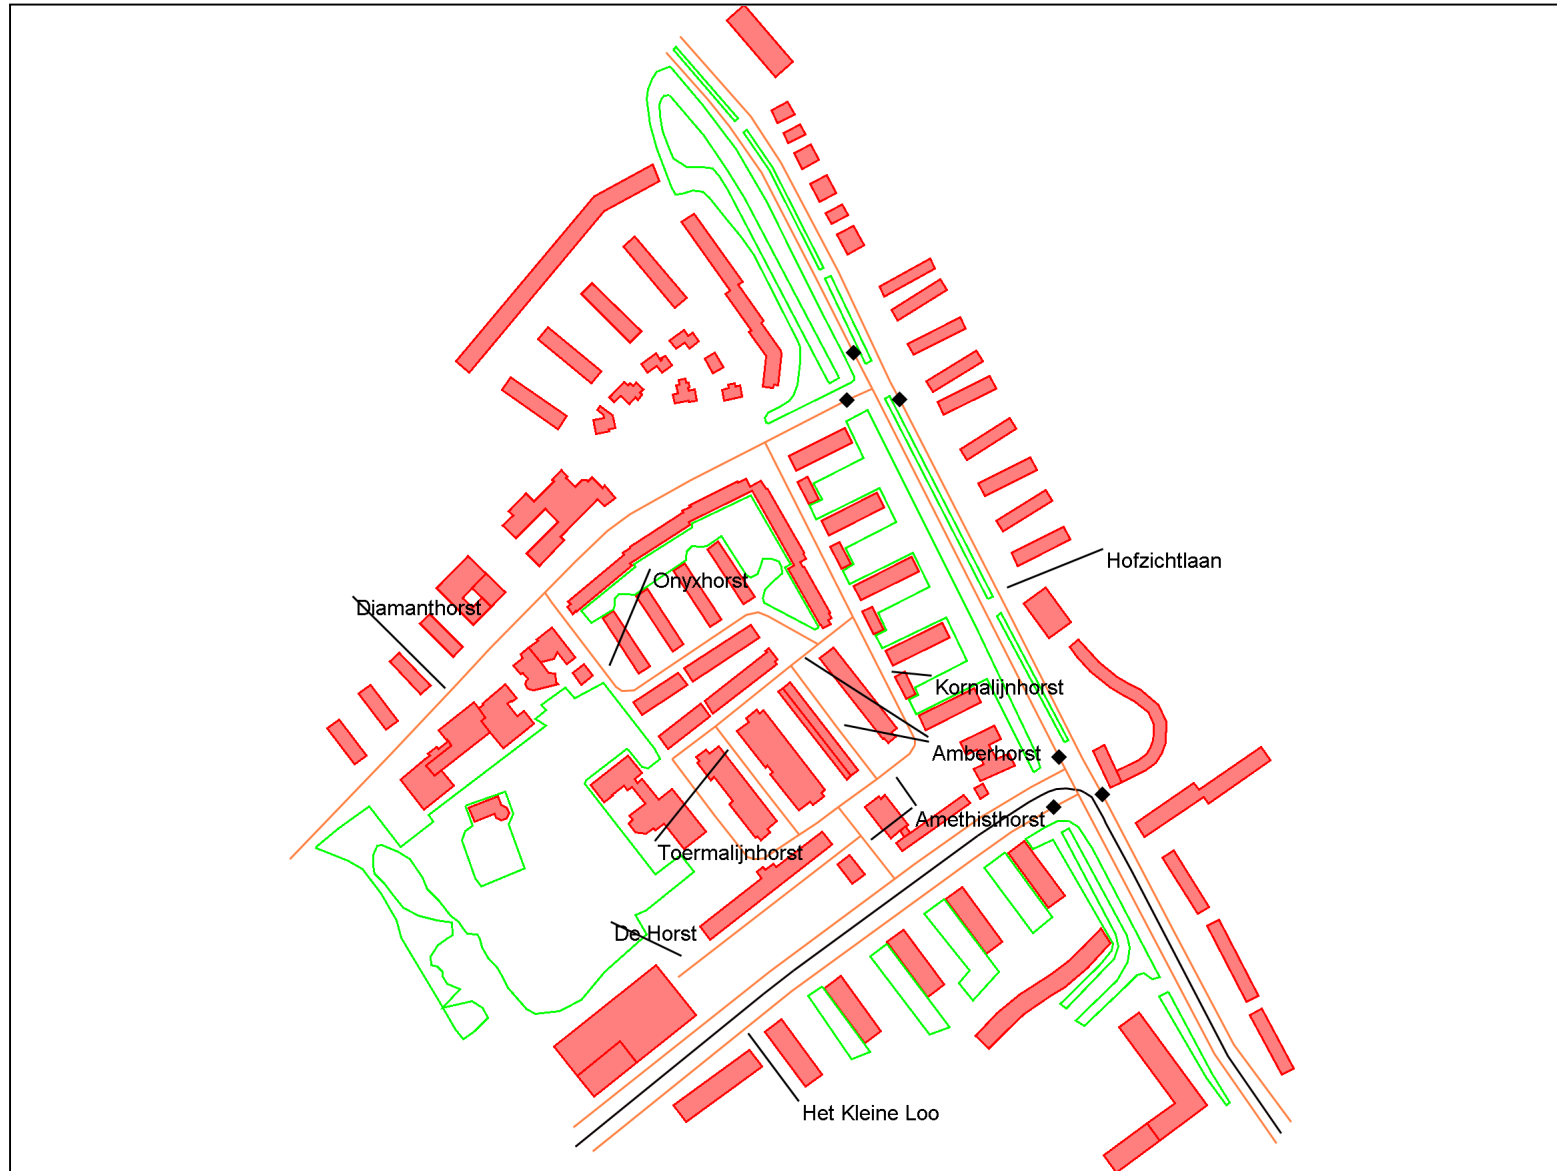 Hofzichtlaan
Onyxhorst
Diamanthorst
Kornalijnhorst
Amberhorst
Amethisthorst
Toermalijnhorst
De Horst
Het Kleine Loo